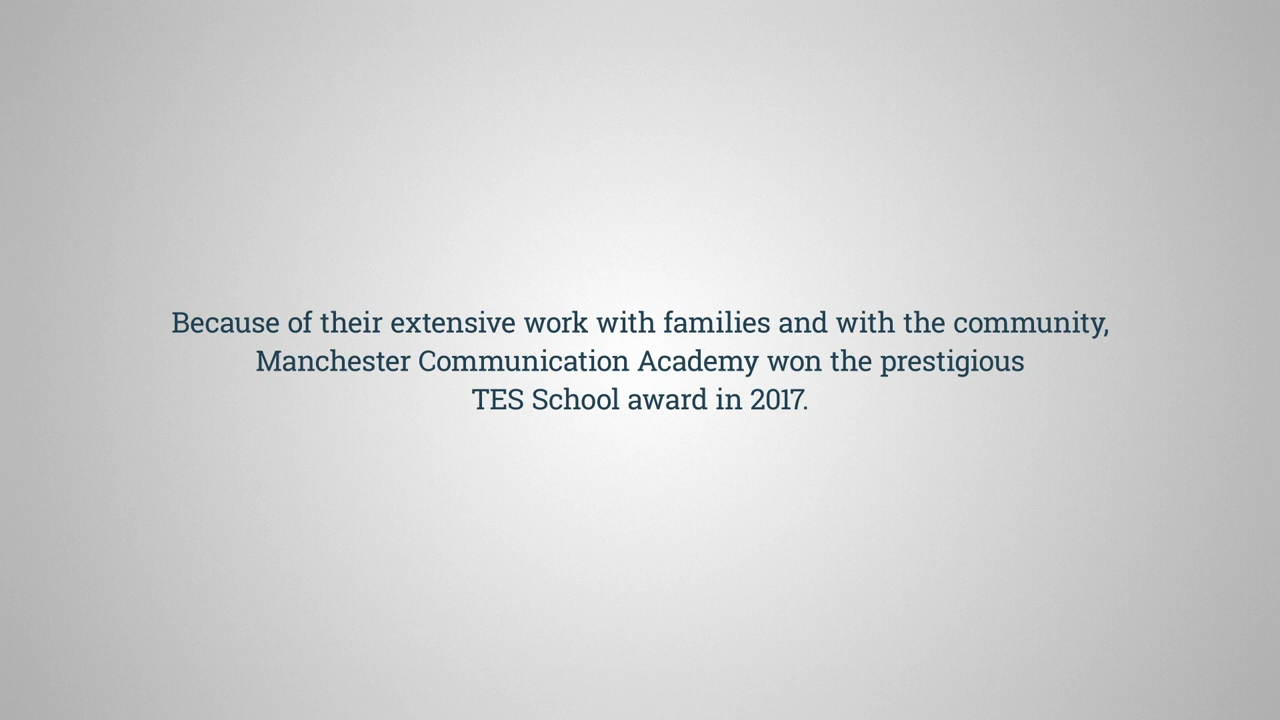 Because of their extensive work with families and with the community,
Manchester Communication Academy won the prestigious
TES School award in 2017.